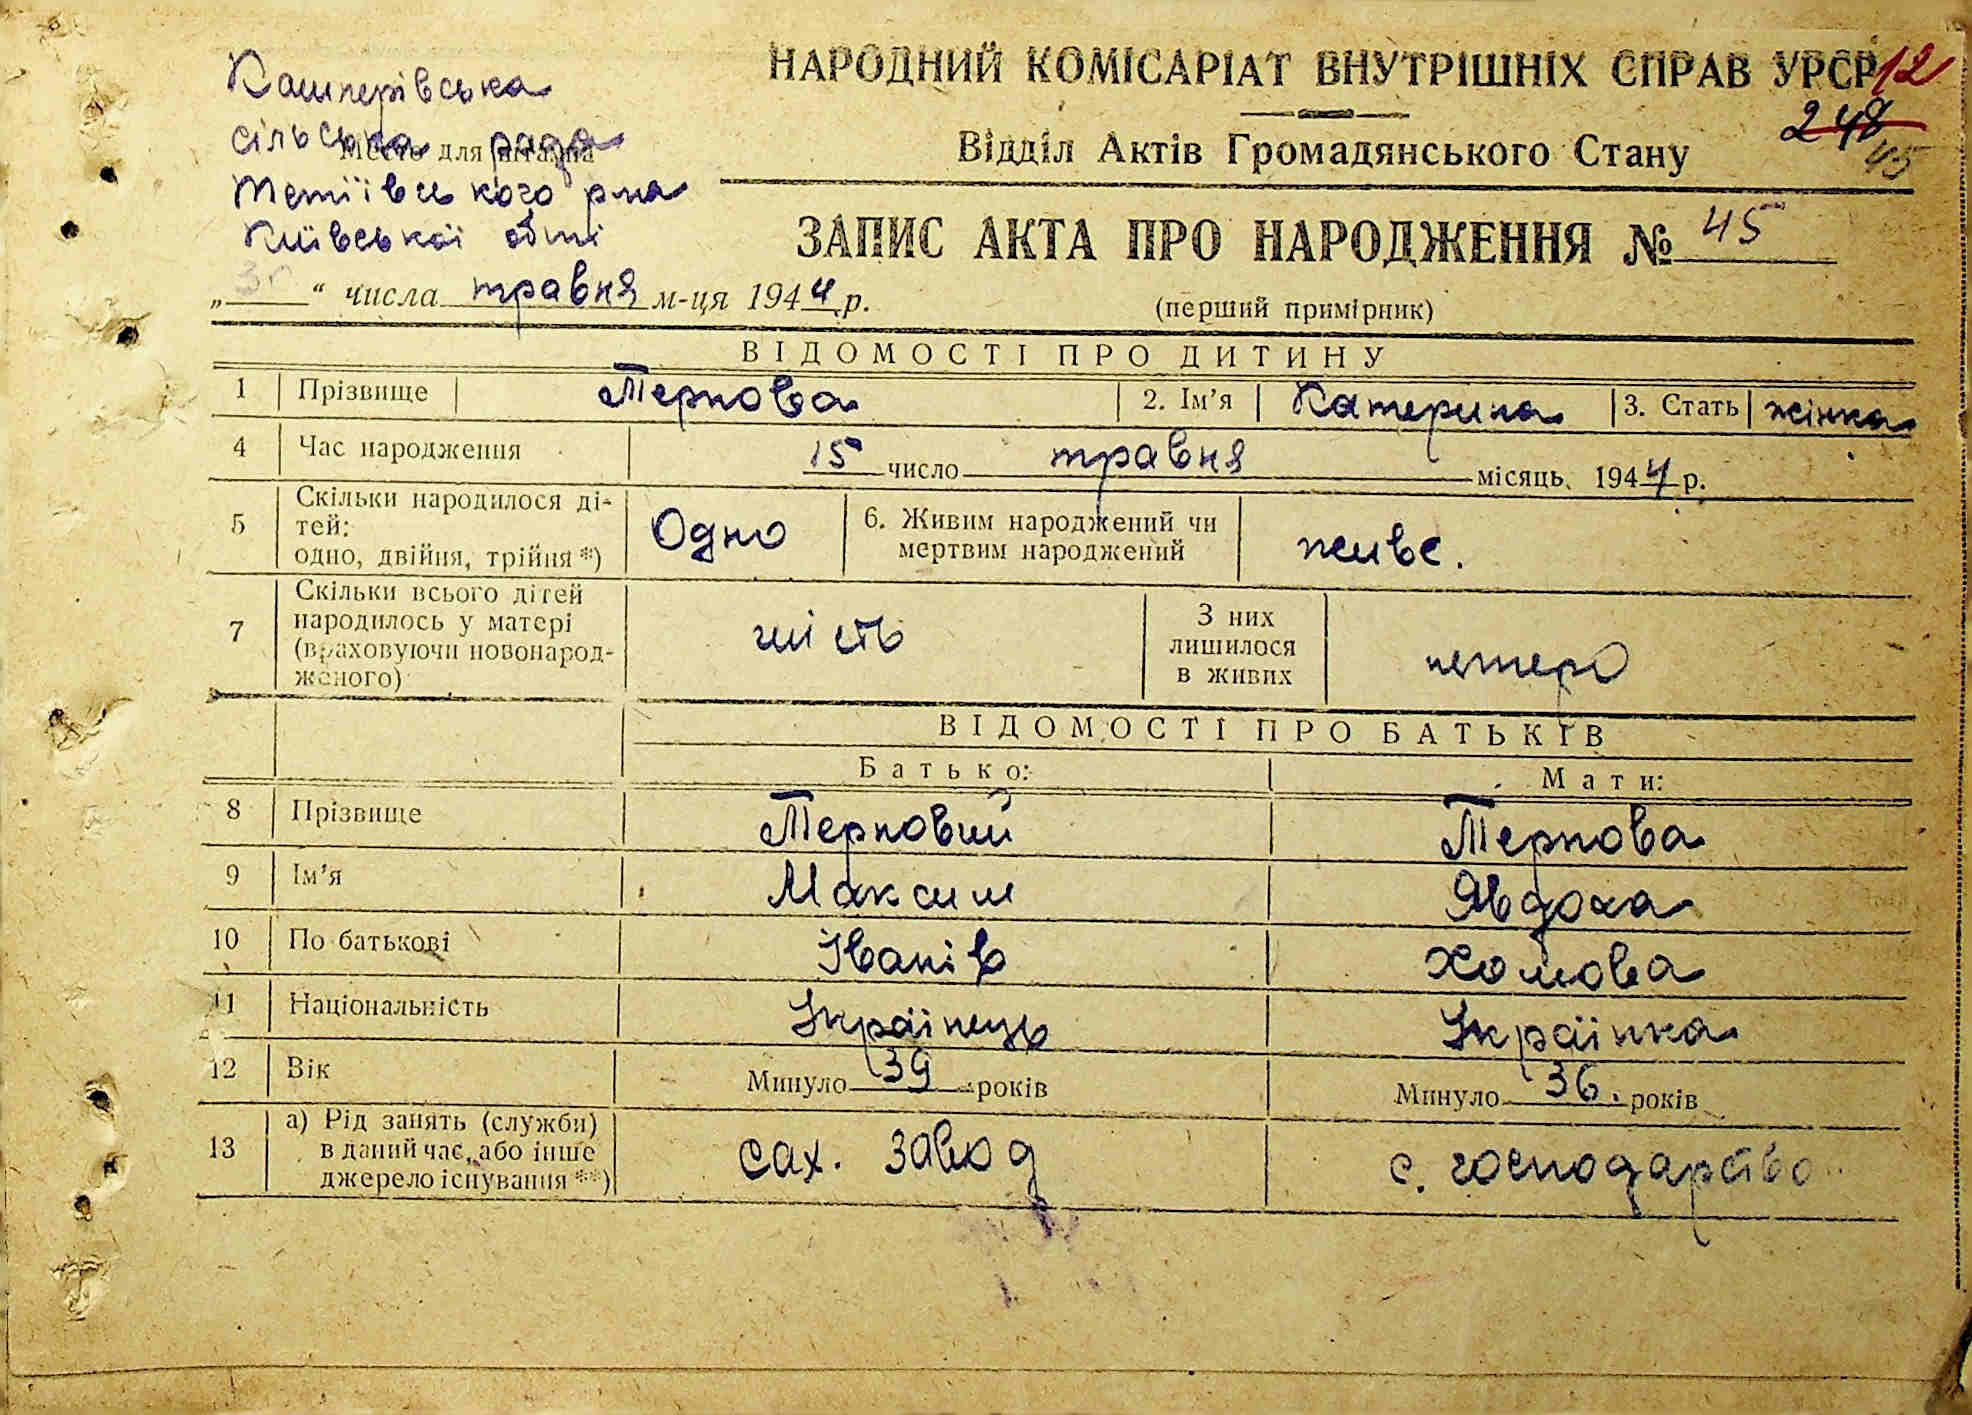 Кашперівська
сільська рада
Місто для штампа
Тетіївського р-на
Київської обл.
НАРОДНИЙ КОМІСАРІАТ ВНУТРІШНІХ СПРАВ УРСР
12
248
45
Відділ Актів Громадянського Стану
ЗАПИС АКТА ПРО НАРОДЖЕННЯ № 45
„ “ числа травня м-ця 1944 р.
(перший примірник)
ВІДОМОСТІ ПРО ДИТИНУ
1 Прізвище Тернова 2. Ім’я Катерина 3. Стать жінка
4 Час народження 15 число травня місяць 1944 р.
5 Скільки народилося ді-
тей:
одно, двійня, трійня *) Одно
6. Живим народжений чи
мертвим народжений живе.
7 Скільки всього дітей
народилось у матері
(враховуючи новонарод-
женого) шість
З них
лишилося
в живих петеро
ВІДОМОСТІ ПРО БАТЬКІВ
Батько: Мати:
8 Прізвище Терновий Тернова
9 Ім’я Максим Явдоха
10 По батькові Іванів Хомова
11 Національність Українець Українка
12 Вік Минуло 39 років Минуло 36. років
13 а) Рід занять (служби)
в даний час, або інше
джерело існування **) сах. завод с. господарство